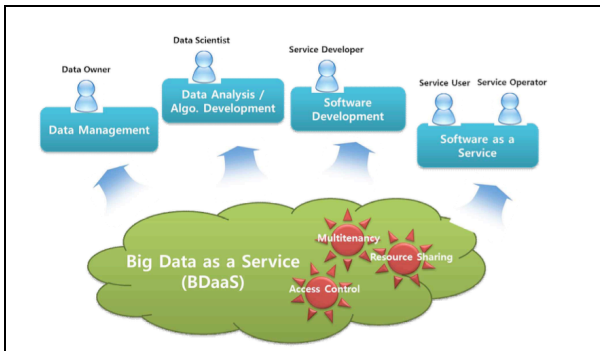 Data Scientist
Service Developer
Data Owner
Service User
Service Operator
Data Analysis /
Algo. Development
Software
Development
Data Management
Software as a
Service
Multitenancy
Resource Sharing
Big Data as a Service
(BDaaS)
Access Control